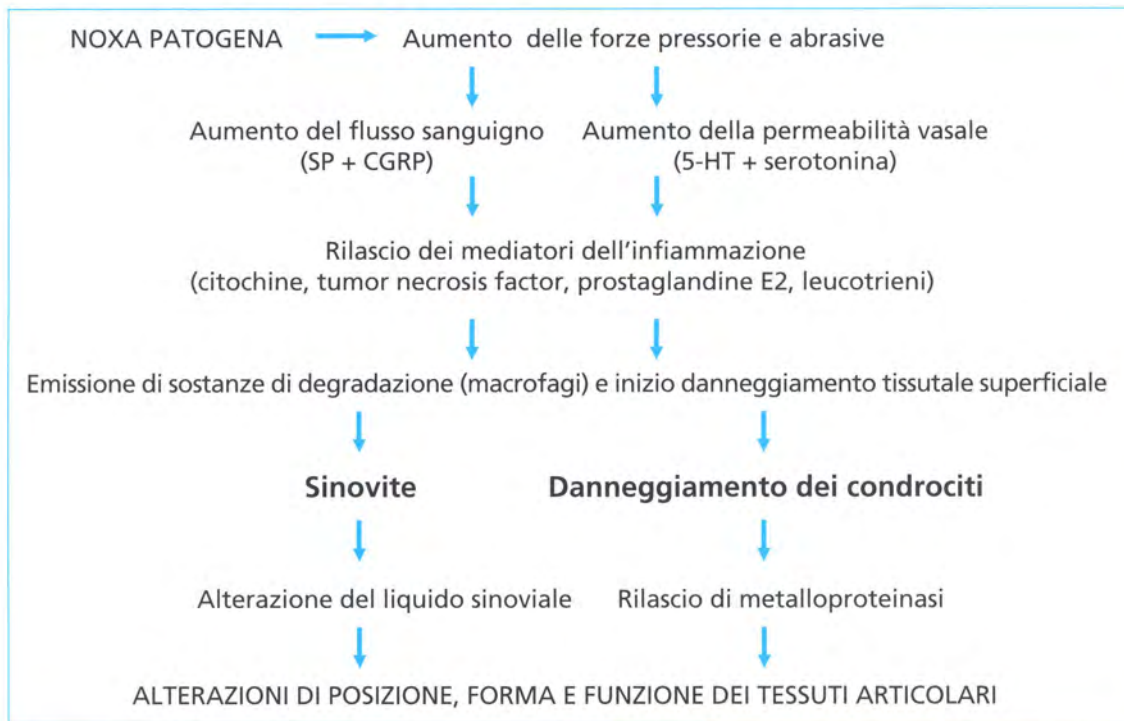 NOXA PATOGENA Aumento delle forze pressorie e abrasive
Aumento del flusso sanguigno Aumento della permeabilità vasale
(SP + CGRP) (5-HT + serotonina)
Rilascio dei mediatori dell'infiammazione
(citochine, tumor necrosis factor, prostaglandine E2, leucotrieni)
Emissione di sostanze di degradazione (macrofagi) e inizio danneggiamento tissutale superficiale
Sinovite Danneggiamento dei condrociti
Alterazione del liquido sinoviale Rilascio di metalloproteinasi
ALTERAZIONI DI POSIZIONE, FORMA E FUNZIONE DEI TESSUTI ARTICOLARI